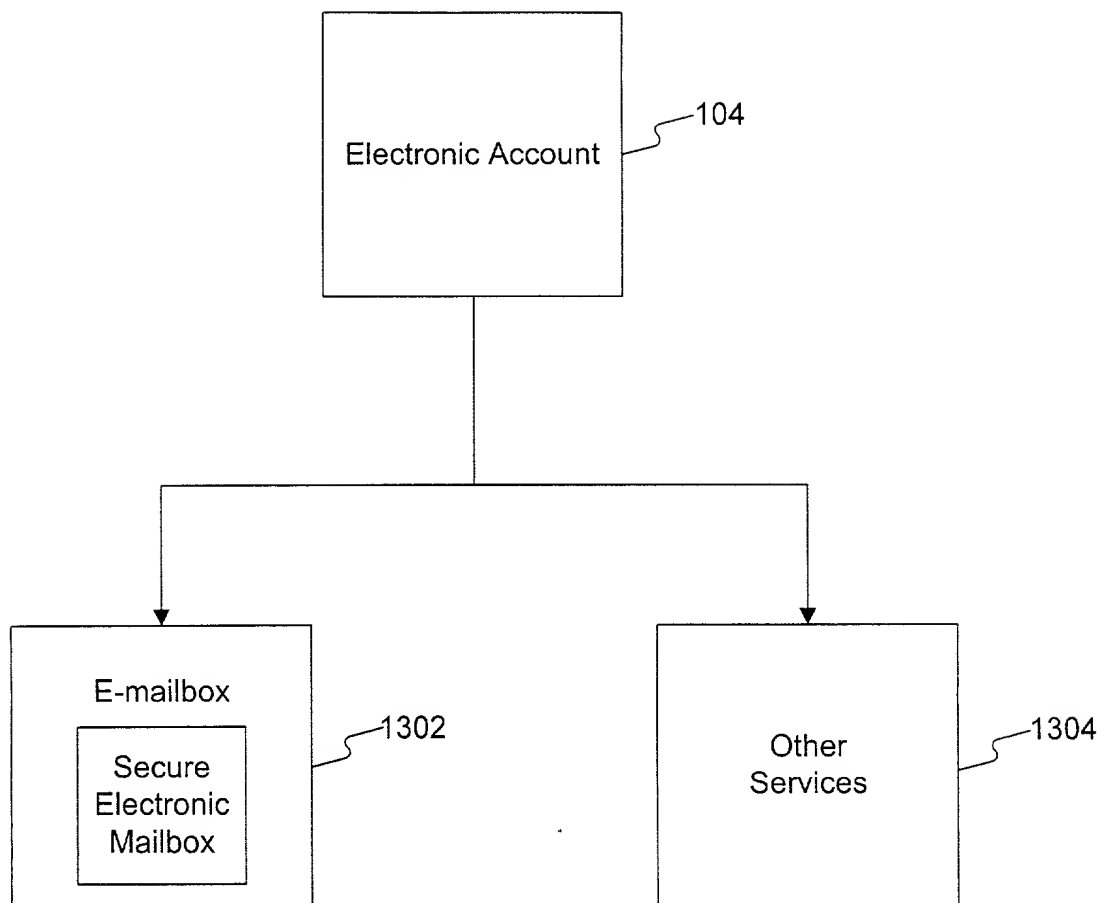 Electronic Account
104
E-mailbox
Secure
Electronic
Mailbox
1302
Other
Services
1304